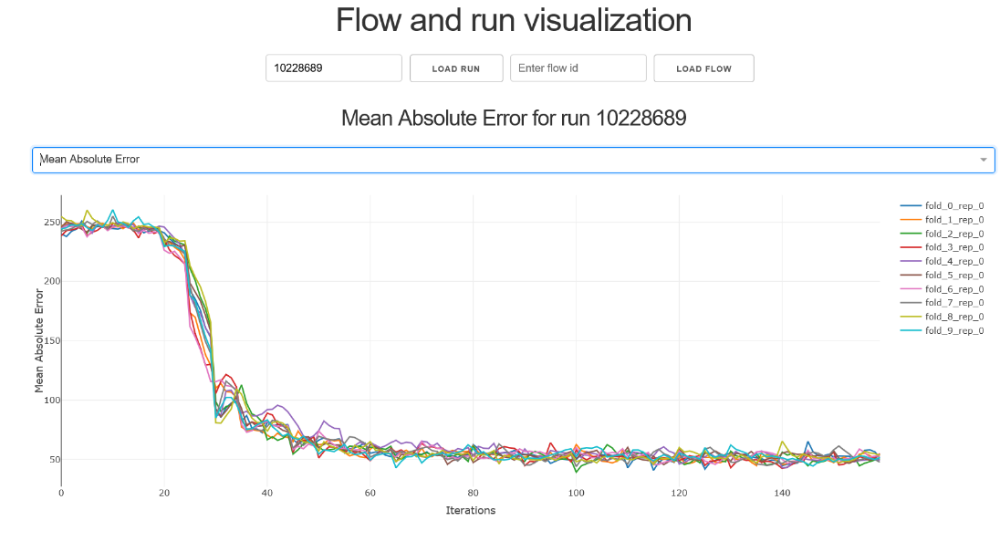 Flow and run visualization
10228689 LOAD RUN Enter flow id LOAD FLOW
Mean Absolute Error for run 10228689
Mean Absolute Error
250
200
150
100
50
Mean Absolute Error
0 20 40 60 80 100 120 140
Iterations
fold_0_rep_0
fold_1_rep_0
fold_2_rep_0
fold_3_rep_0
fold_4_rep_0
fold_5_rep_0
fold_6_rep_0
fold_7_rep_0
fold_8_rep_0
fold_9_rep_0